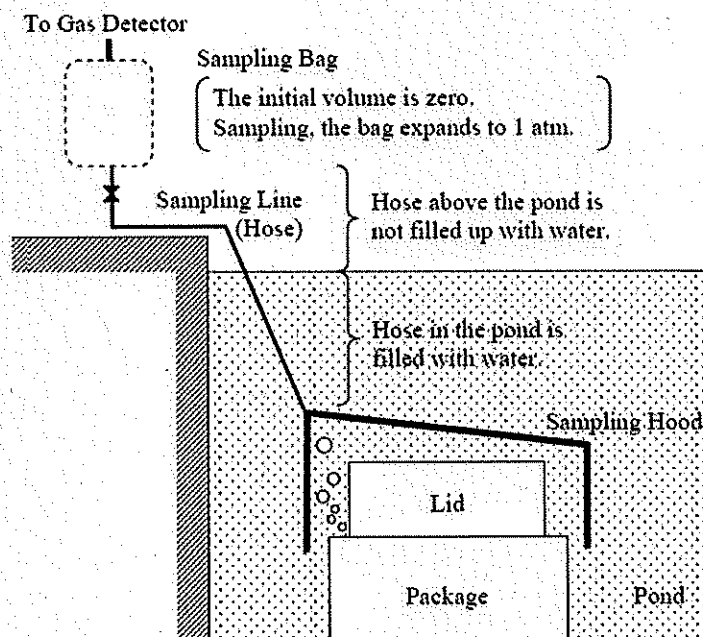 To Gas Detector
Sampling Bag
The initial volume is zero.
Sampling, the bag expands to 1 atm.
Sampling Line
(Hose)
Hose above the pond is
not filled up with water.
Hose in the pond is
filled with water.
Sampling Hood
Lid
Package
Pond